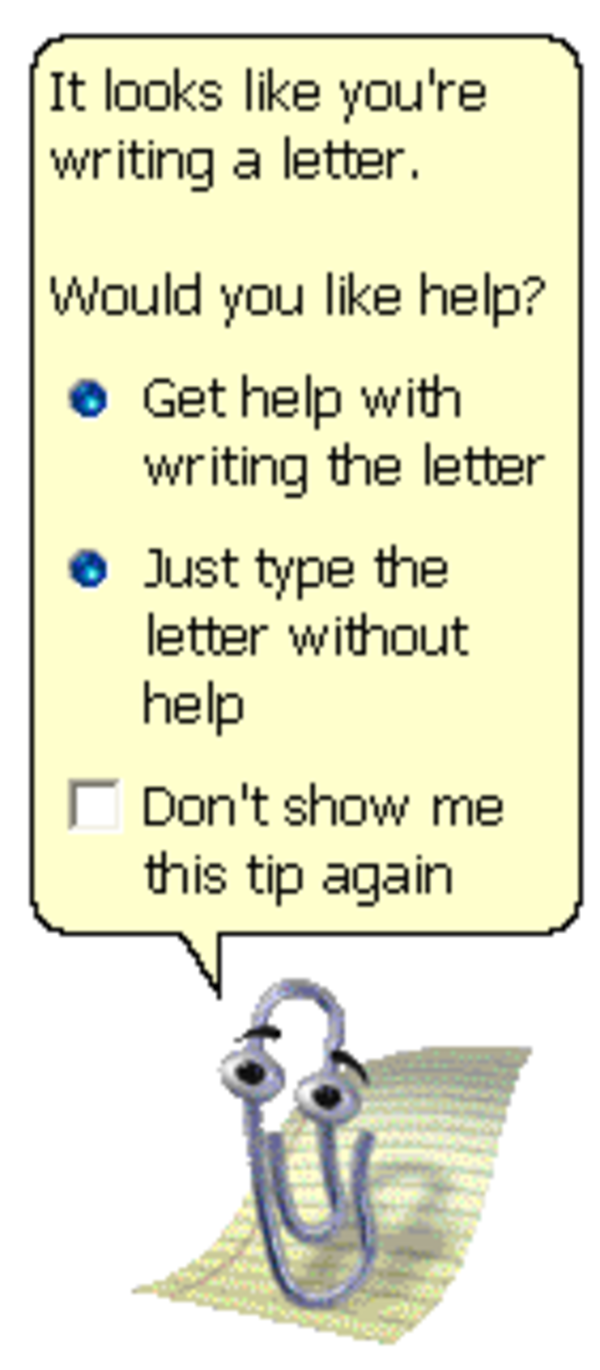 It looks like you're
writing a letter.
Would you like help?
Get help with
writing the letter
Just type the
letter without
help
Don't show me
this tip again